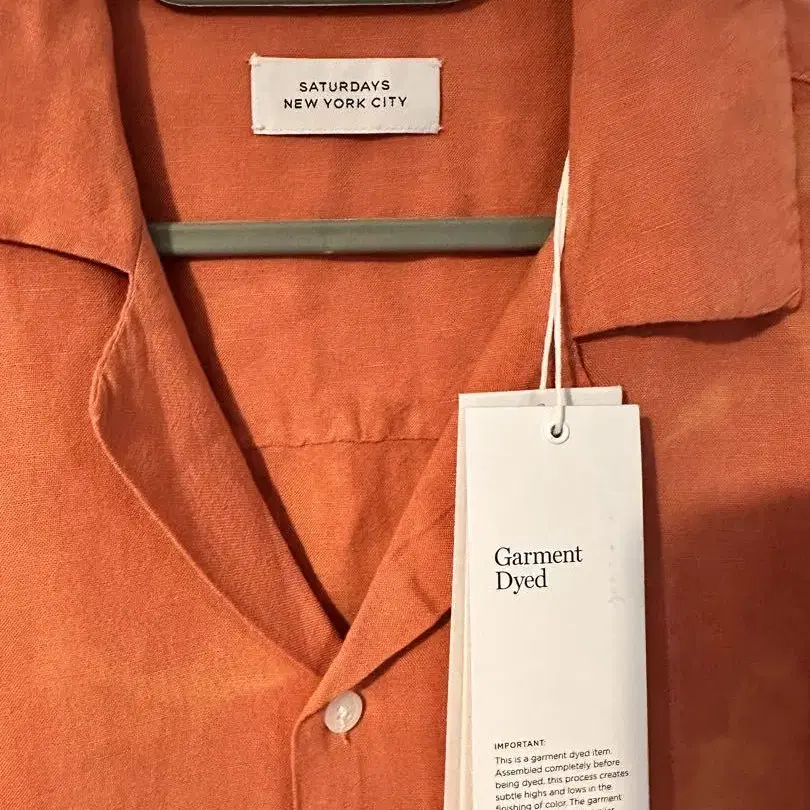 SATURDAYS
NEW YORK CITY
Garment
Dyed
IMPORTANT:
This is a garment dyed item.
Assembled completely before
being dyed, this process creates
subtle highs and lows in the
finishing of color. The garment